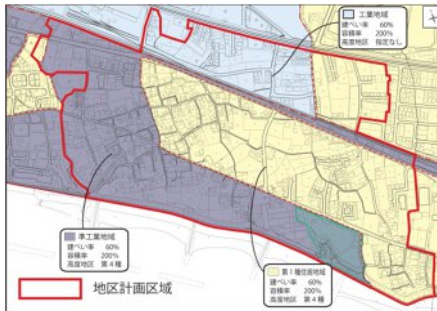 工業地域
建ぺい率 60%
容積率 200%
高度地区 指定なし
準工業地域
建ぺい率 60%
容積率 200%
高度地区 第4種
第1種住居地域
建ぺい率 60%
容積率 200%
高度地区 第4種
地区計画区域